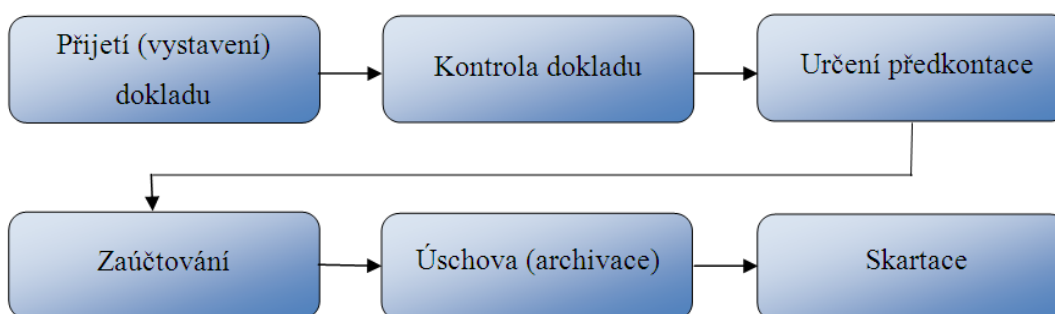 Přijetí (vystavení)
dokladu
Kontrola dokladu
Určení předkontace
Zaúčtování
Úschova (archivace)
Skartace